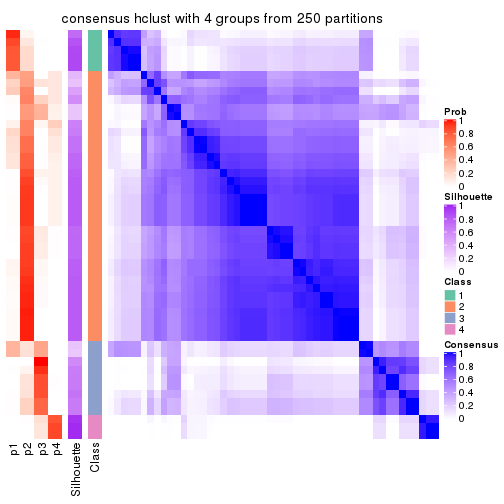 consensus hclust with 4 groups from 250 partitions
Prob
1
0.8
0.6
0.4
0.2
0
Silhouette
1
0.8
0.6
0.4
0.2
0
Class
1
2
3
4
Consensus
1
0.8
0.6
0.4
0.2
0
p1
p2
p3
p4
Silhouette
Class